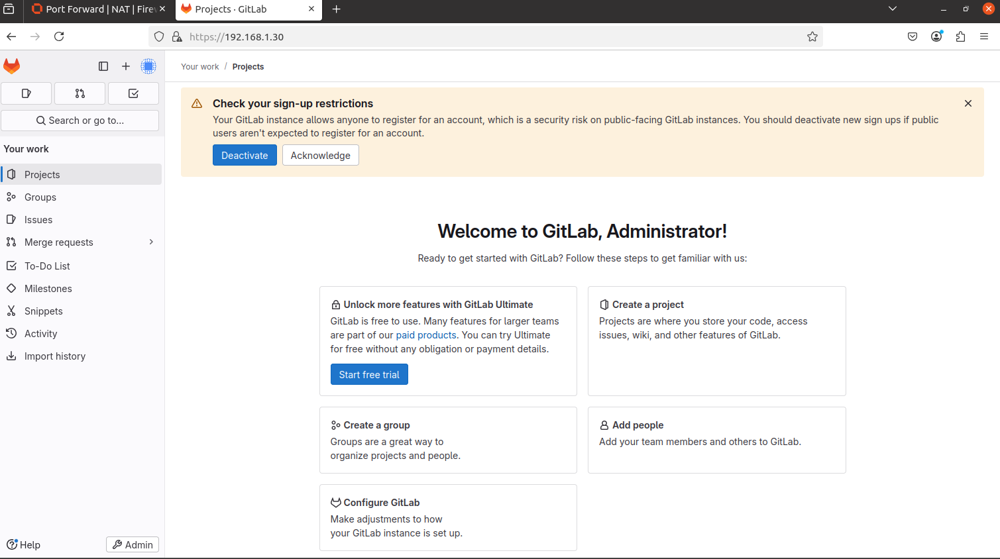 Port Forward | NAT | Firew
Projects · GitLab
https://192.168.1.30
Your work / Projects
Search or go to...
Your work
Projects
Groups
Issues
Merge requests
To-Do List
Milestones
Snippets
Activity
Import history
Help
Admin
Check your sign-up restrictions
Your GitLab instance allows anyone to register for an account, which is a security risk on public-facing GitLab instances. You should deactivate new sign ups if public
users aren't expected to register for an account.
Deactivate
Acknowledge
Welcome to GitLab, Administrator!
Ready to get started with GitLab? Follow these steps to get familiar with us:
Unlock more features with GitLab Ultimate
GitLab is free to use. Many features for larger teams
are part of our paid products. You can try Ultimate
for free without any obligation or payment details.
Start free trial
Create a project
Projects are where you store your code, access
issues, wiki, and other features of GitLab.
Create a group
Groups are a great way to
organize projects and people.
Add people
Add your team members and others to GitLab.
Configure GitLab
Make adjustments to how
your GitLab instance is set up.